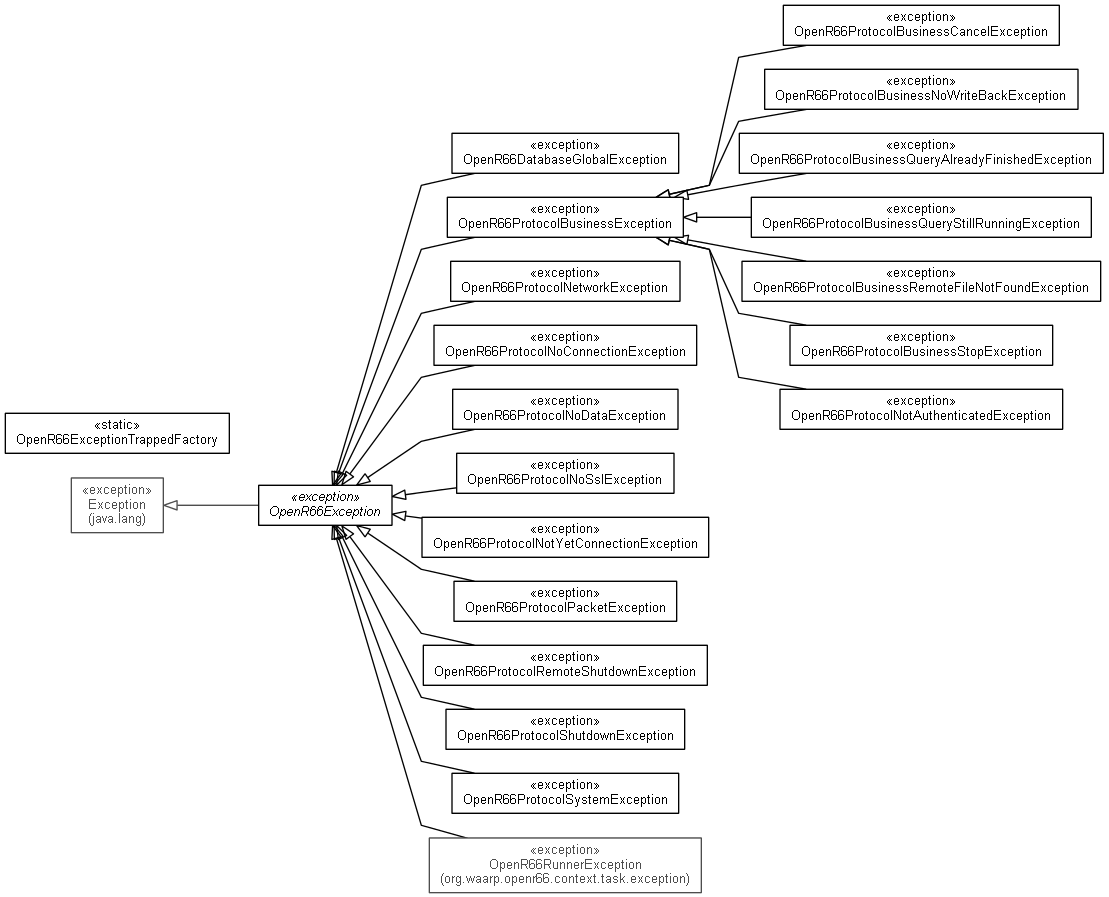 «exception»
OpenR66ProtocolBusinessCancelException
«exception»
OpenR66ProtocolBusinessNoWriteBackException
«exception»
OpenR66DatabaseGlobalException
«exception»
OpenR66ProtocolBusinessQueryAlreadyFinishedException
«exception»
OpenR66ProtocolBusinessException
«exception»
OpenR66ProtocolBusinessQueryStillRunningException
«exception»
OpenR66ProtocolNetworkException
«exception»
OpenR66ProtocolBusinessRemoteFileNotFoundException
«exception»
OpenR66ProtocolNoConnectionException
«exception»
OpenR66ProtocolBusinessStopException
«exception»
OpenR66ProtocolNoDataException
«exception»
OpenR66ProtocolNotAuthenticatedException
«static»
OpenR66ExceptionTrappedFactory
«exception»
OpenR66ProtocolNoSslException
«exception»
Exception
(java.lang)
«exception»
OpenR66Exception
«exception»
OpenR66ProtocolNotYetConnectionException
«exception»
OpenR66ProtocolPacketException
«exception»
OpenR66ProtocolRemoteShutdownException
«exception»
OpenR66ProtocolShutdownException
«exception»
OpenR66ProtocolSystemException
«exception»
OpenR66RunnerException
(org.waarp.openr66.context.task.exception)